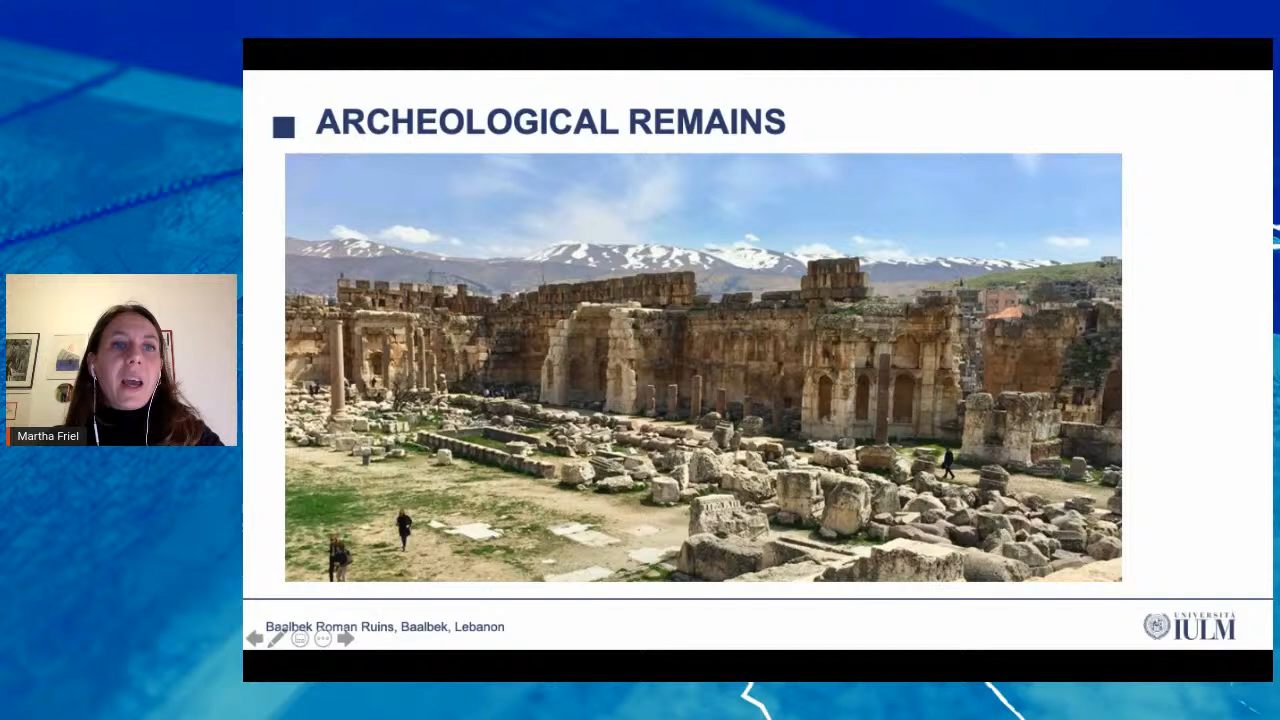 ARCHEOLOGICAL REMAINS
Martha Friel
Baalbek Roman Ruins, Baalbek, Lebanon
UNIVERSITÀ
IULM